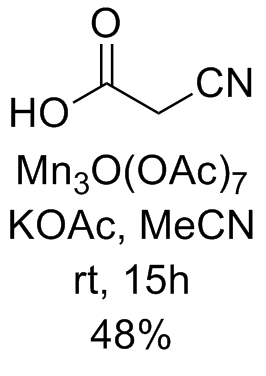 O
CN
HO
Mn₃O(OAc)₇
KOAc, MeCN
rt, 15h
48%